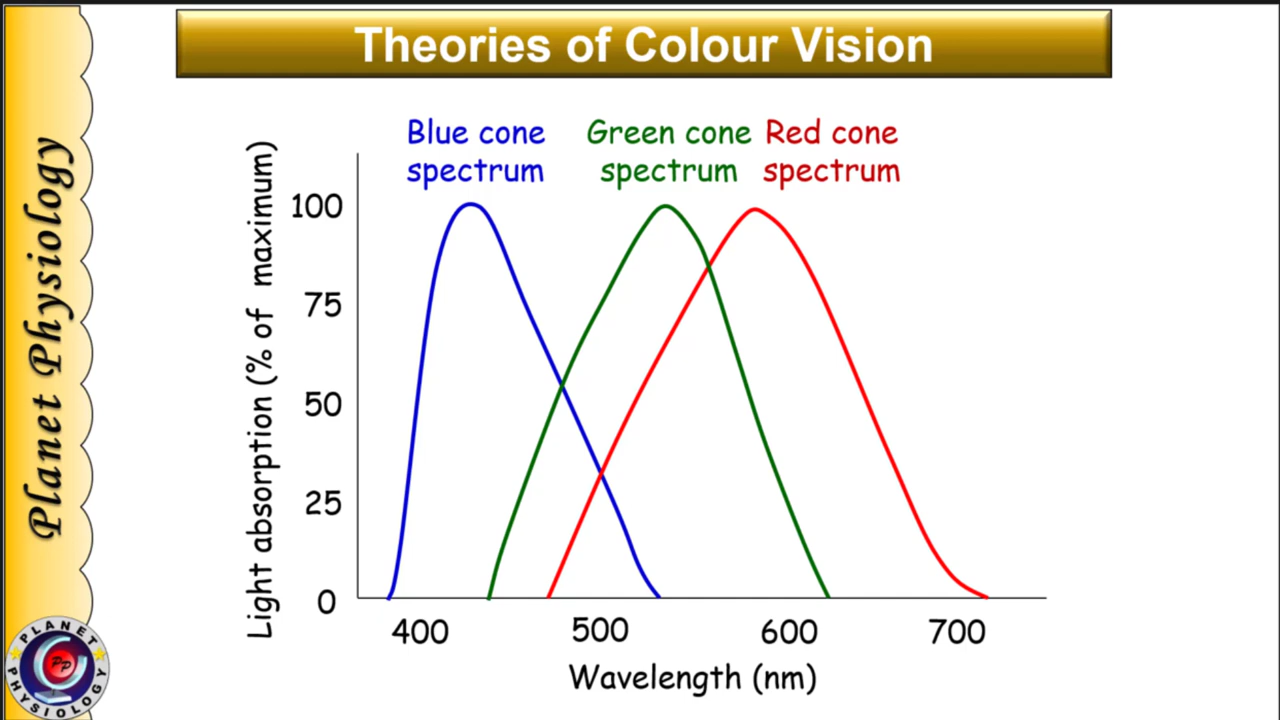 Theories of Colour Vision
Planet Physiology
Blue cone
spectrum
Green cone
spectrum
Red cone
spectrum
Light absorption (% of maximum)
100
75
50
25
0
400 500 600 700
Wavelength (nm)
PLANET
PP
PHYSIOLOGY